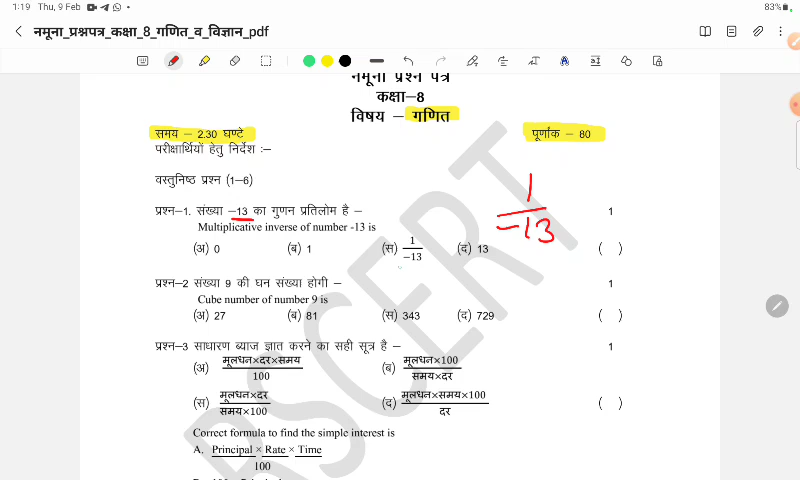 1:19 Thu, 9 Feb
83%
नमूना_प्रश्नपत्र_कक्षा_8_गणित_व_विज्ञान_pdf
नमूना प्रश्न पत्र
कक्षा–8
विषय – गणित
समय – 2.30 घण्टे
पूर्णांक – 80
परीक्षार्थियों हेतु निर्देश :–
वस्तुनिष्ठ प्रश्न (1–6)
प्रश्न–1. संख्या –13 का गुणन प्रतिलोम है – 1
Multiplicative inverse of number -13 is
(अ) 0 (ब) 1 (स) 1/–13 (द) 13 ( )
1/–13
प्रश्न–2 संख्या 9 की घन संख्या होगी – 1
Cube number of number 9 is
(अ) 27 (ब) 81 (स) 343 (द) 729 ( )
प्रश्न–3 साधारण ब्याज ज्ञात करने का सही सूत्र है – 1
(अ) मूलधन×दर×समय/100 (ब) मूलधन×100/समय×दर
(स) मूलधन×दर/समय×100 (द) मूलधन×समय×100/दर ( )
Correct formula to find the simple interest is
A. Principal × Rate × Time/100
RSCERT